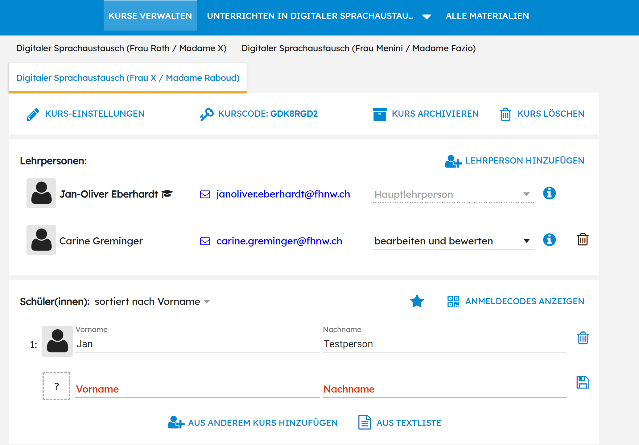 KURSE VERWALTEN UNTERRICHTEN IN DIGITALER SPRACHAUSTAU... ALLE MATERIALIEN
Digitaler Sprachaustausch (Frau Roth / Madame X) Digitaler Sprachaustausch (Frau Menini / Madame Fazio)
Digitaler Sprachaustausch (Frau X / Madame Raboud)
KURS-EINSTELLUNGEN KURSCODE: GDK8RGD2 KURS ARCHIVIEREN KURS LÖSCHEN
Lehrpersonen: LEHRPERSON HINZUFÜGEN
Jan-Oliver Eberhardt janoliver.eberhardt@fhnw.ch Hauptlehrperson
Carine Greminger carine.greminger@fhnw.ch bearbeiten und bewerten
Schüler(innen): sortiert nach Vorname ANMELDECODES ANZEIGEN
Vorname Nachname
1: Jan Testperson
? Vorname Nachname
AUS ANDEREM KURS HINZUFÜGEN AUS TEXTLISTE